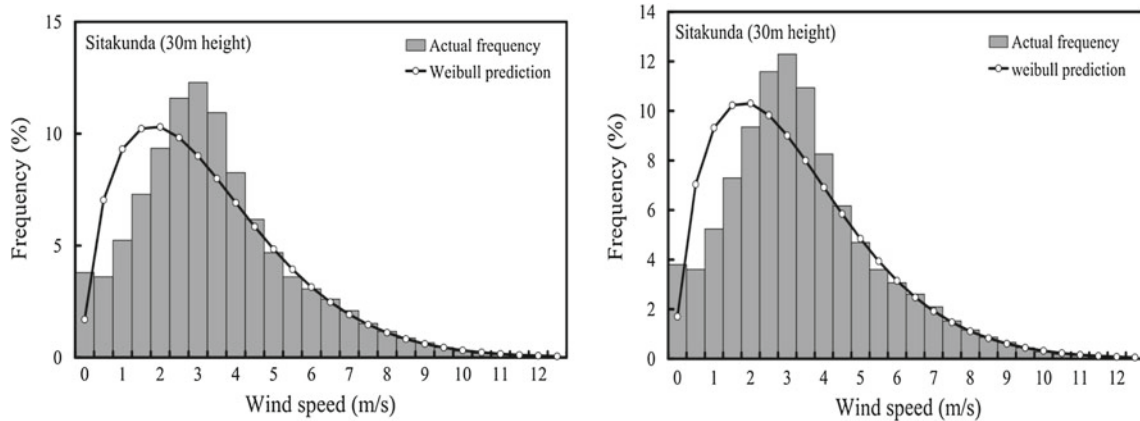 15
10
5
0
Frequency (%)
Sitakunda (30m height)
Actual frequency
Weibull prediction
0 1 2 3 4 5 6 7 8 9 10 11 12
Wind speed (m/s)
14
12
10
8
6
4
2
0
Frequency (%)
Sitakunda (30m height)
Actual frequency
weibull prediction
0 1 2 3 4 5 6 7 8 9 10 11 12
Wind speed (m/s)